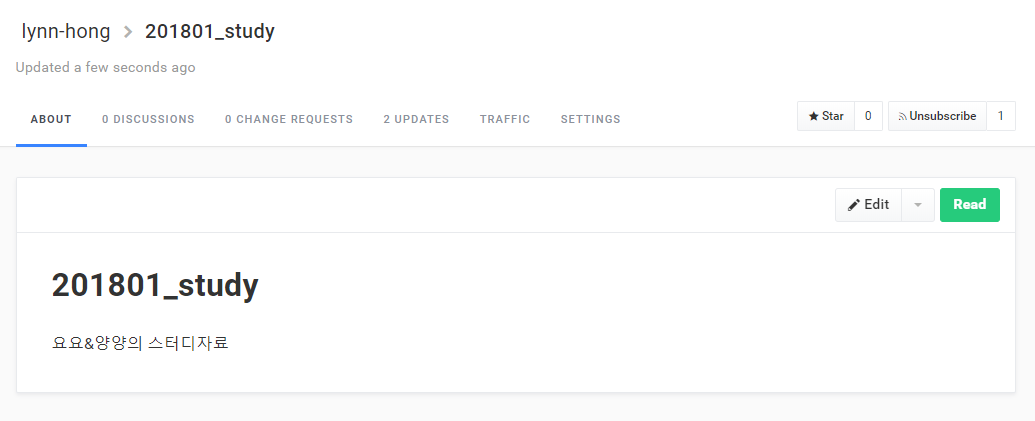 lynn-hong > 201801_study
Updated a few seconds ago
ABOUT 0 DISCUSSIONS 0 CHANGE REQUESTS 2 UPDATES TRAFFIC SETTINGS Star 0 Unsubscribe 1
Edit Read
201801_study
요요&양양의 스터디자료